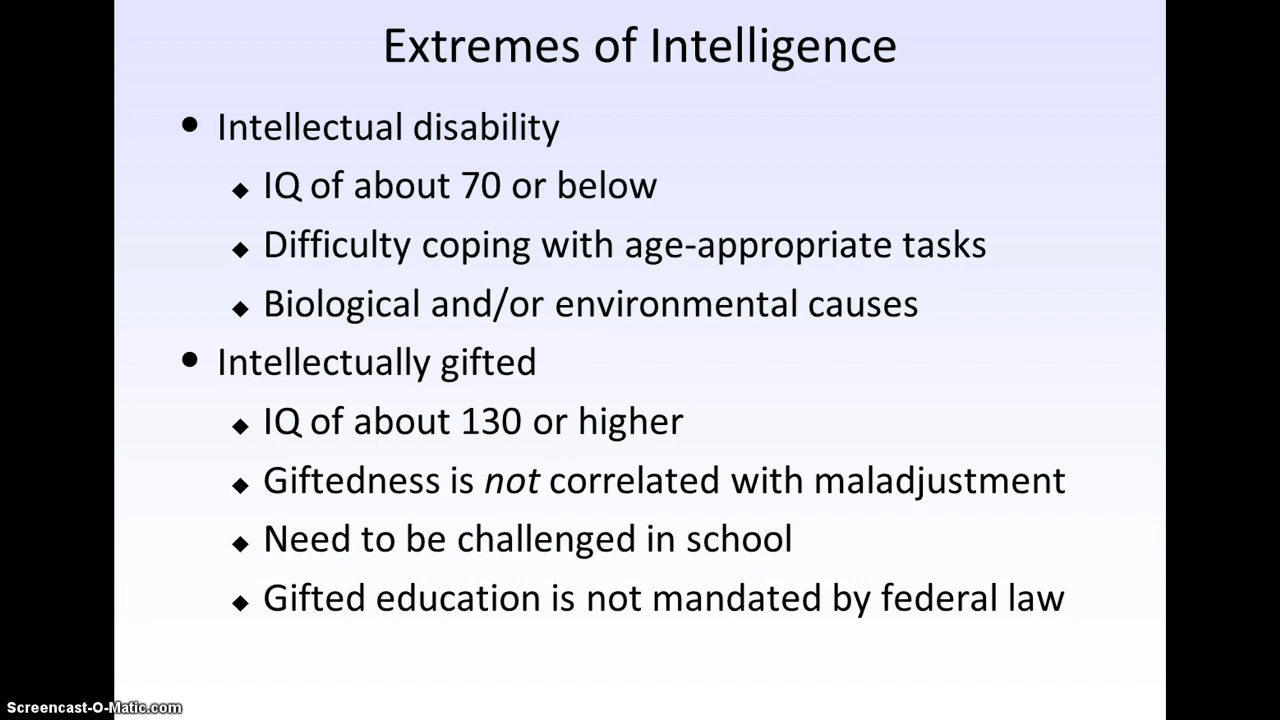 Extremes of Intelligence
• Intellectual disability
◆ IQ of about 70 or below
◆ Difficulty coping with age-appropriate tasks
◆ Biological and/or environmental causes
• Intellectually gifted
◆ IQ of about 130 or higher
◆ Giftedness is not correlated with maladjustment
◆ Need to be challenged in school
◆ Gifted education is not mandated by federal law
Screencast-O-Matic.com